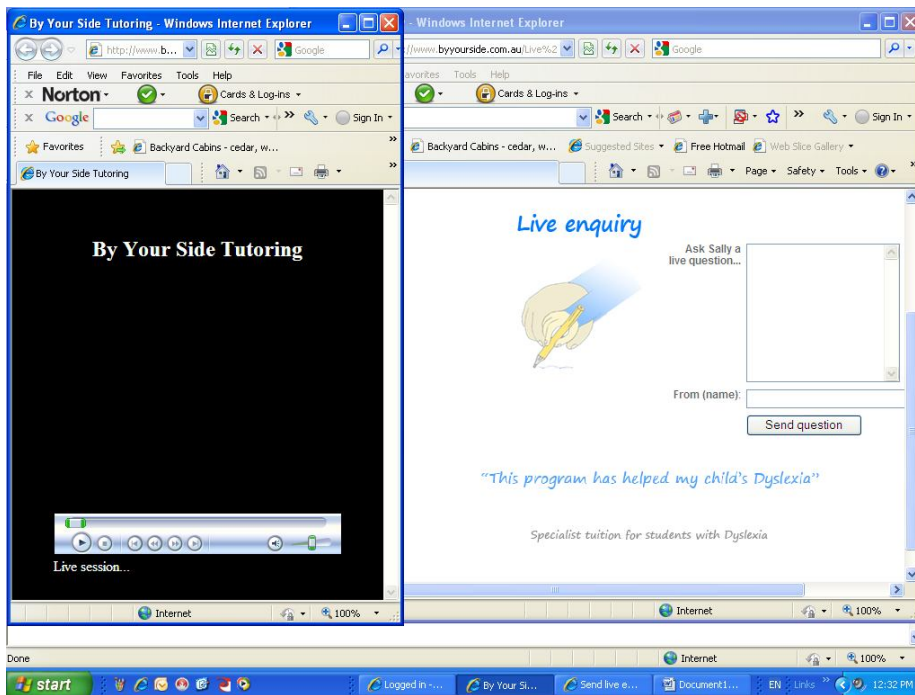 By Your Side Tutoring - Windows Internet Explorer
http://www.b...
Google
File Edit View Favorites Tools Help
x Norton Cards & Log-ins
x Google Search >> Sign In
Favorites Backyard Cabins - cedar, w... >>
By Your Side Tutoring >>
By Your Side Tutoring
Live session...
Internet 100%
- Windows Internet Explorer
//www.byyourside.com.au/Live%2
Google
avorites Tools Help
Cards & Log-ins
Search >> Sign In
Backyard Cabins - cedar, w... Suggested Sites Free Hotmail Web Slice Gallery
Page Safety Tools
Live enquiry
Ask Sally a
live question...
From (name):
Send question
“This program has helped my child's Dyslexia”
Specialist tuition for students with Dyslexia
Internet 100%
Done Internet 100%
start Logged in -... By Your Si... Send live e... Document1... EN Links >> 12:32 PM